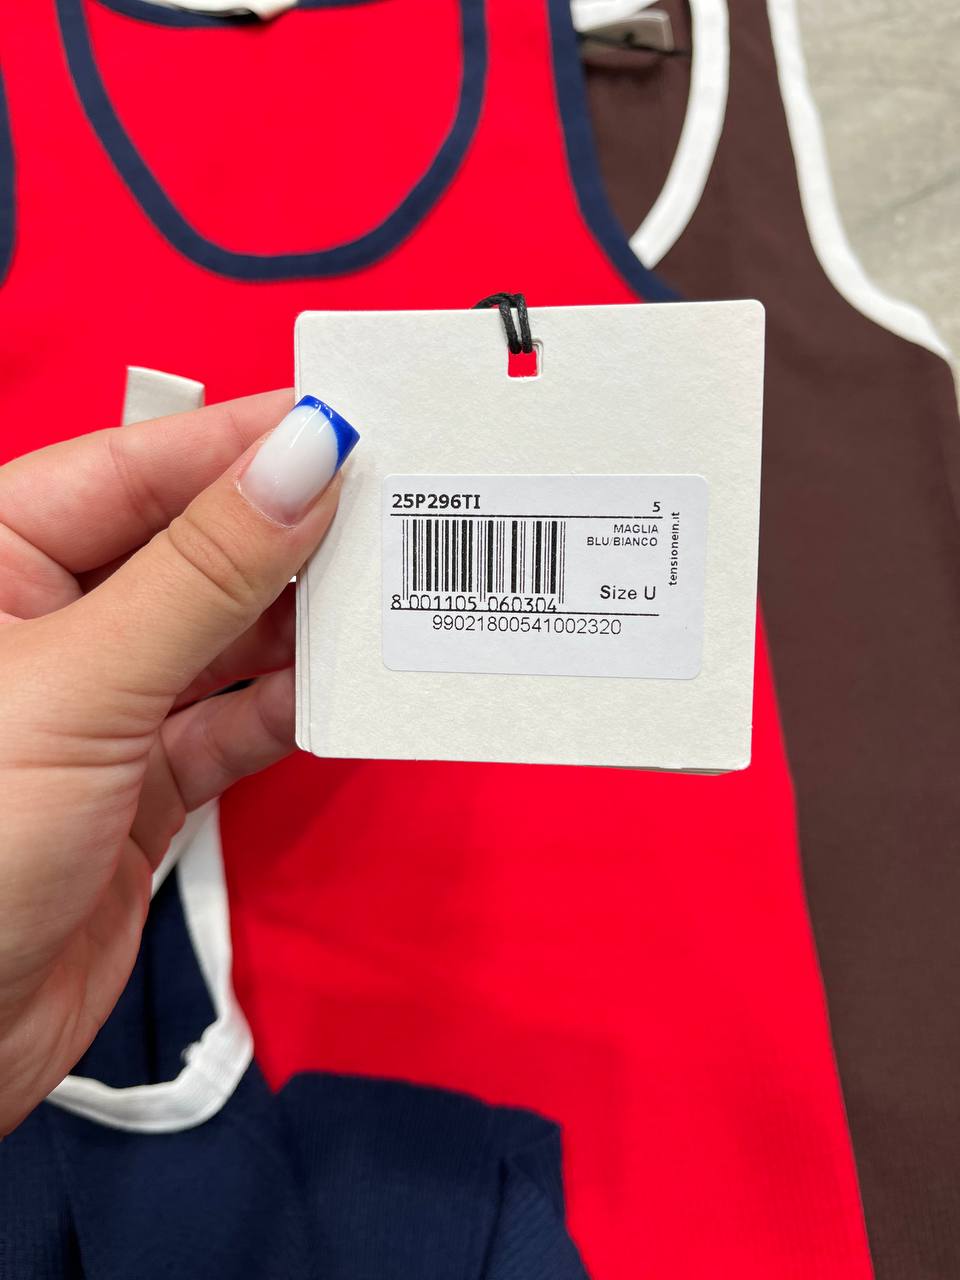 25P296TI
5
MAGLIA
BLU/BIANCO
Size U
8 001105 060304
99021800541002320
tensionein.it